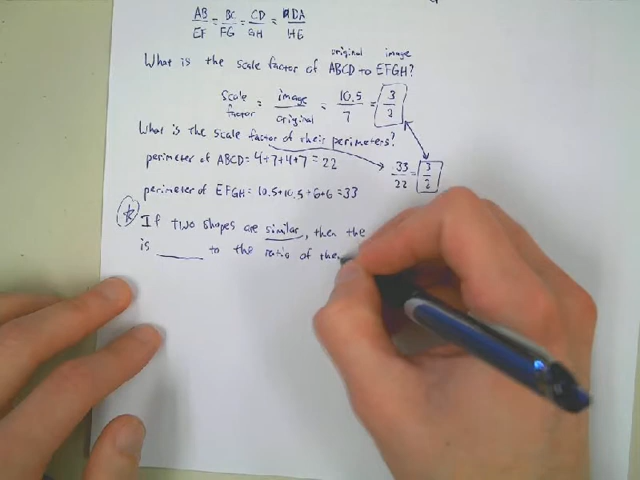 AB/EF = BC/FG = CD/GH = DA/HE
original image
What is the scale factor of ABCD to EFGH?
scale factor = image/original = 10.5/7 = 3/2
What is the scale factor of their perimeters?
perimeter of ABCD = 4+7+4+7 = 22
33/22 = 3/2
perimeter of EFGH = 10.5+10.5+6+6 = 33
If two shapes are similar, then the
is ____ to the ratio of the